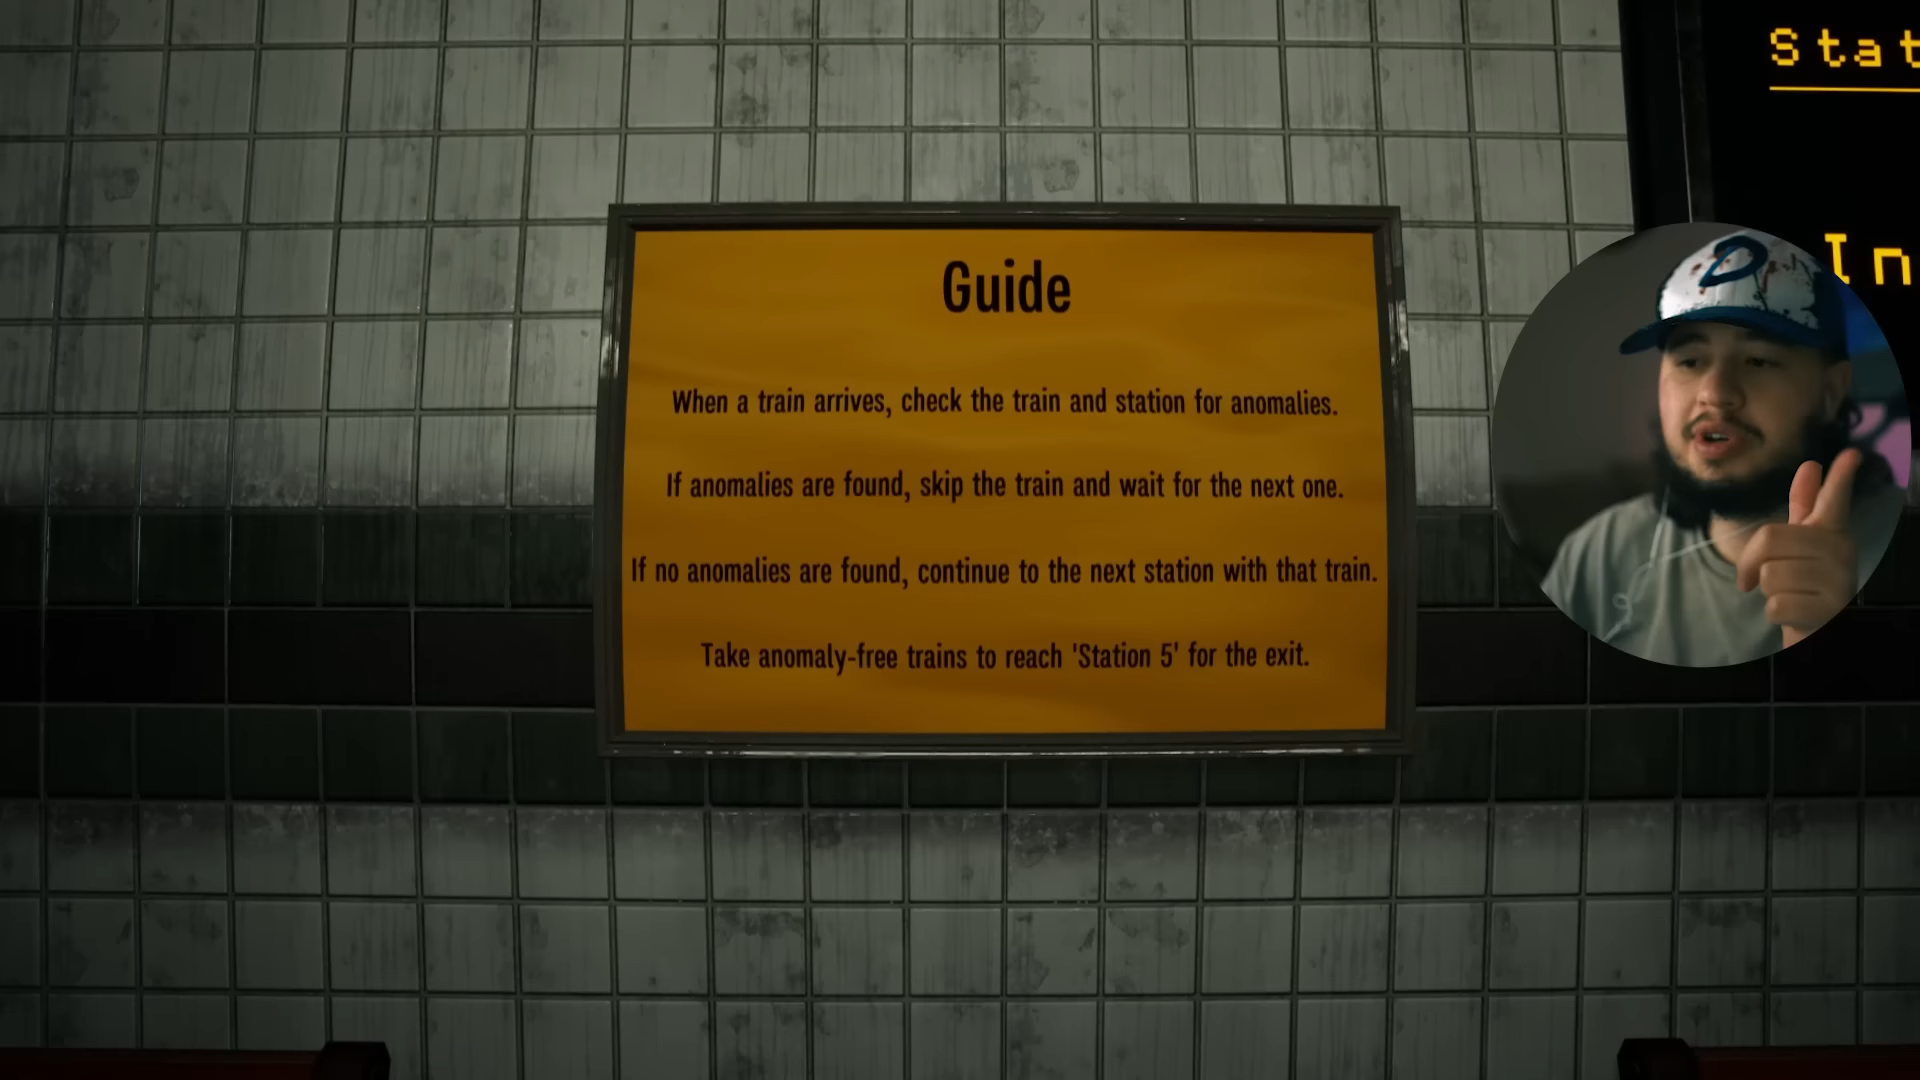 Guide
When a train arrives, check the train and station for anomalies.
If anomalies are found, skip the train and wait for the next one.
If no anomalies are found, continue to the next station with that train.
Take anomaly-free trains to reach 'Station 5' for the exit.
Stat
In